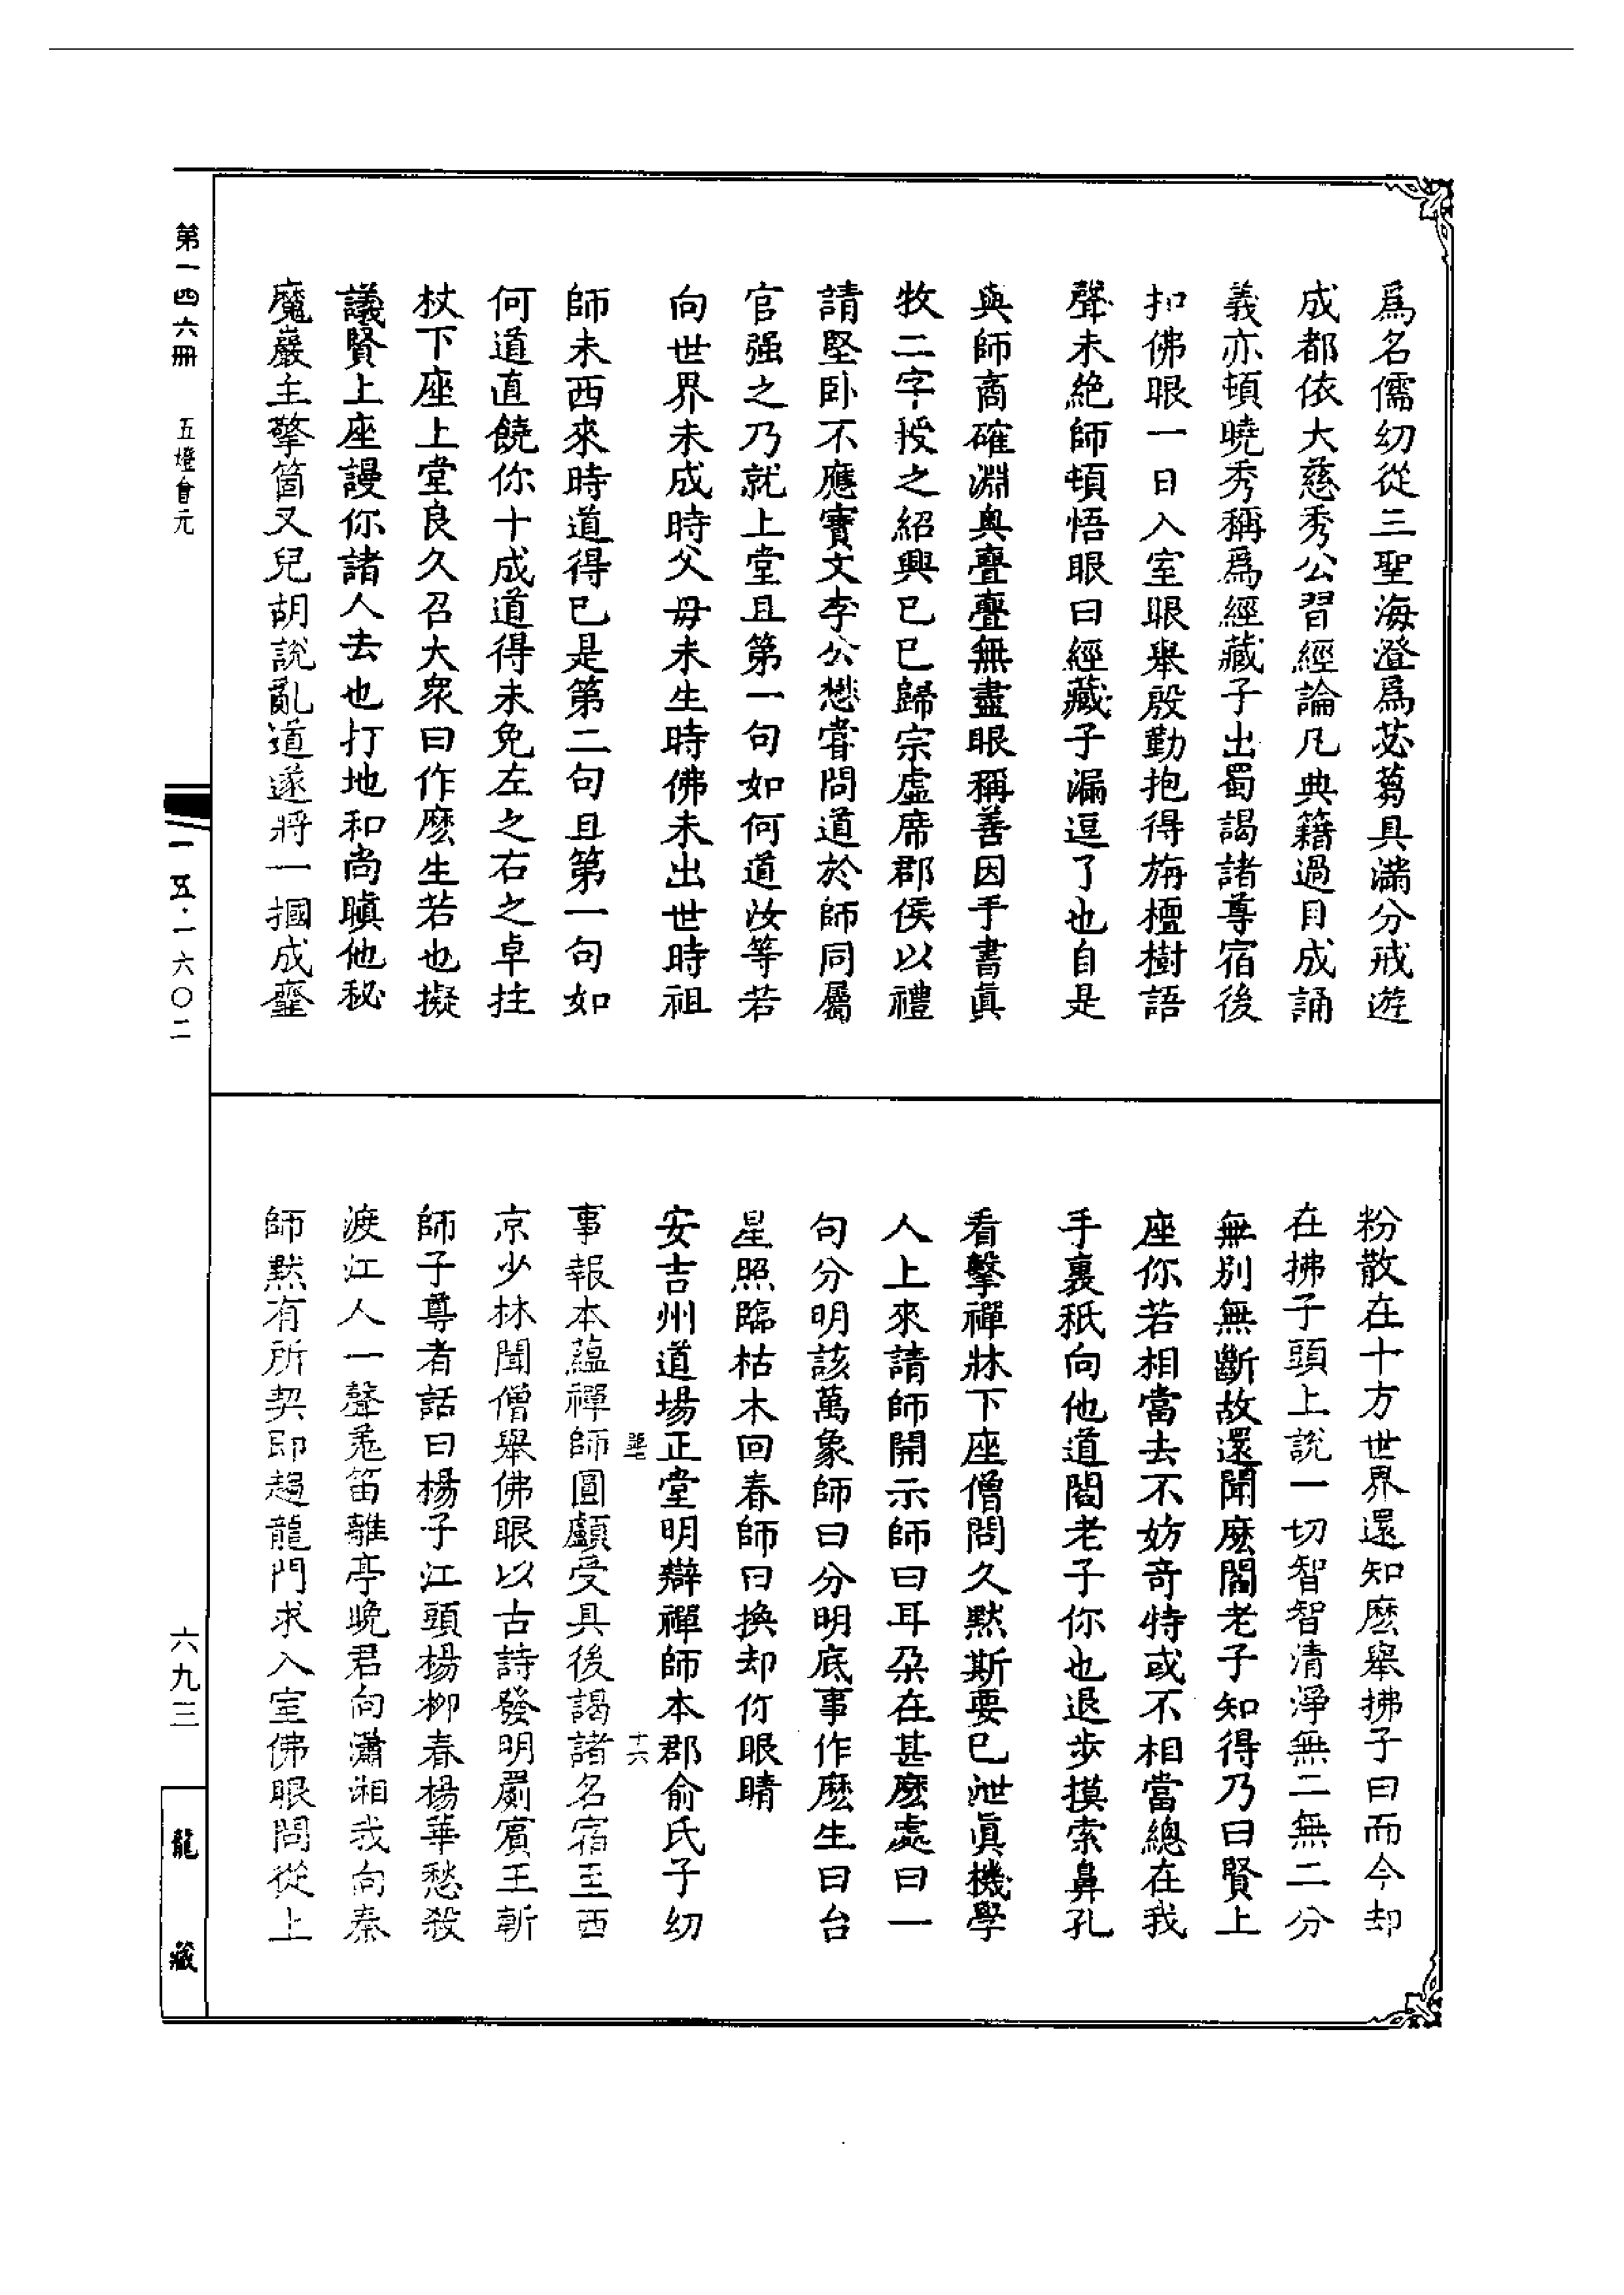 爲名儒幼從三聖海澄爲苾蒭具滿分戒遊
成都依大慈秀公習經論凡典籍過目成誦
義亦頓曉秀稱爲經藏子出蜀謁諸尊宿後
扣佛眼一日入室眼舉殷勤抱得旃檀樹語
聲未絶師頓悟眼曰經藏子漏逗了也自是
與師商確淵奥亹亹無盡眼稱善因手書眞
牧二字授之紹興已巳歸宗虛席郡侯以禮
請堅卧不應寶文李公懋嘗問道於師同屬
官强之乃就上堂且第一句如何道汝等若
向世界未成時父母未生時佛未出世時祖
師未西來時道得已是第二句且第一句如
何道直饒你十成道得未免左之右之卓拄
杖下座上堂良久召大衆曰作麽生若也擬
議賢上座謾你諸人去也打地和尚瞋他秘
魔巖主擎箇叉兒胡說亂道遂將一摑成韲
粉散在十方世界還知麽舉拂子曰而今却
在拂子頭上說一切智智清淨無二無二分
無別無斷故還聞麽閻老子知得乃曰賢上
座你若相當去不妨奇特或不相當總在我
手裏秪向他道閻老子你也退步摸索鼻孔
看擊禪牀下座僧問久默斯要已泄眞機學
人上來請師開示師曰耳朶在甚麽處曰一
句分明該萬象師曰分明底事作麽生曰台
星照臨枯木回春師曰換却你眼睛
安吉州道場正堂明辯禪師本郡俞氏子幼
事報本蘊禪師圓顱受具後謁諸名宿至西
京少林聞僧舉佛眼以古詩發明罽賓王斬
師子尊者話曰楊子江頭楊柳春楊華愁殺
渡江人一聲羗笛離亭晚君向瀟湘我向秦
師默有所契即趨龍門求入室佛眼問從上
十六
第一四六冊 五燈會元
一五·一六〇二
六九三
龍藏